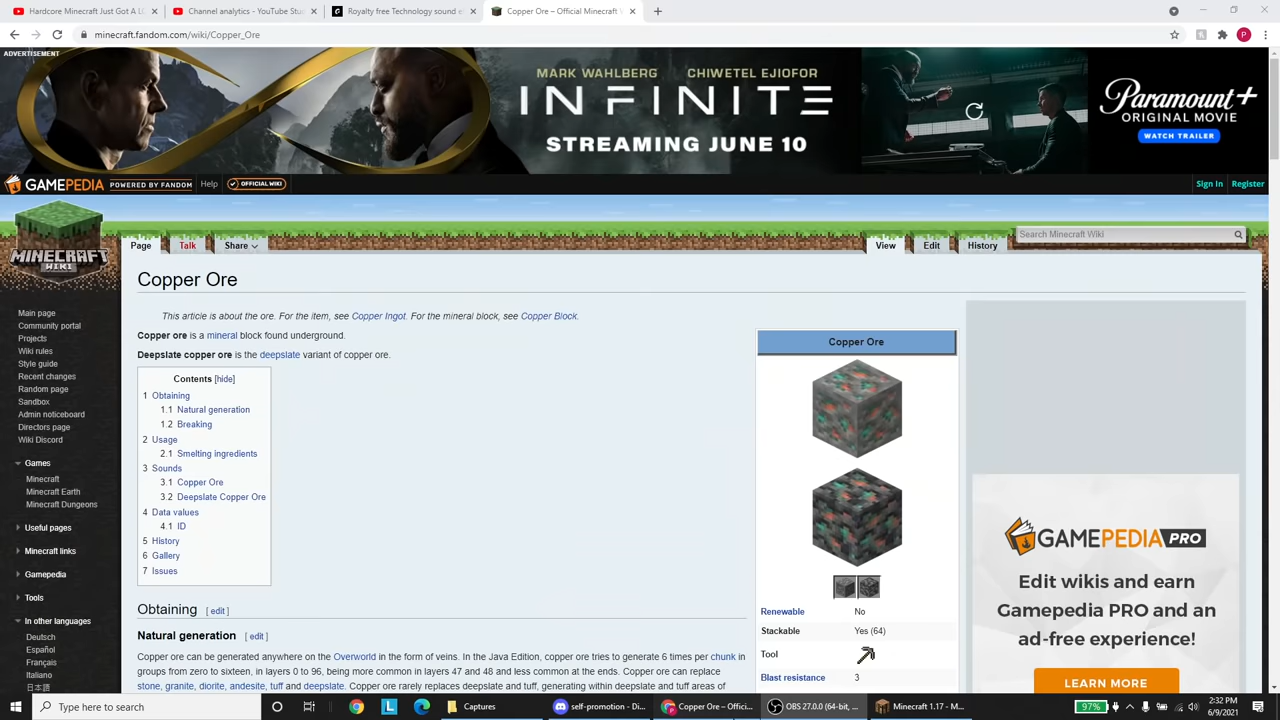 Hardcore Minecraft Just Got A L
Channel analytics - YouTube Stud
Royalty free Technology sound e
Copper Ore – Official Minecraft W
minecraft.fandom.com/wiki/Copper_Ore
P
ADVERTISEMENT
MARK WAHLBERG CHIWETEL EJIOFOR
INFINITE
STREAMING JUNE 10
Paramount+
ORIGINAL MOVIE
WATCH TRAILER
GAMEPEDIA POWERED BY FANDOM Help OFFICIAL WIKI
Sign In Register
MINECRAFT
WIKI
Page Talk Share
View Edit History
Search Minecraft Wiki
Main page
Community portal
Projects
Wiki rules
Style guide
Recent changes
Random page
Sandbox
Admin noticeboard
Directors page
Wiki Discord
Games
Minecraft
Minecraft Earth
Minecraft Dungeons
Useful pages
Minecraft links
Gamepedia
Tools
In other languages
Deutsch
Español
Français
Italiano
日本語
Copper Ore
This article is about the ore. For the item, see Copper Ingot. For the mineral block, see Copper Block.
Copper ore is a mineral block found underground.
Deepslate copper ore is the deepslate variant of copper ore.
Contents [hide]
1 Obtaining
1.1 Natural generation
1.2 Breaking
2 Usage
2.1 Smelting ingredients
3 Sounds
3.1 Copper Ore
3.2 Deepslate Copper Ore
4 Data values
4.1 ID
5 History
6 Gallery
7 Issues
Obtaining [ edit ]
Natural generation [ edit ]
Copper ore can be generated anywhere on the Overworld in the form of veins. In the Java Edition, copper ore tries to generate 6 times per chunk in
groups from zero to sixteen, in layers 0 to 96, being more common in layers 47 and 48 and less common at the ends. Copper ore can replace
stone, granite, diorite, andesite, tuff and deepslate. Copper ore rarely replaces deepslate and tuff, generating within deepslate and tuff areas of
Copper Ore
Renewable No
Stackable Yes (64)
Tool
Blast resistance 3
GAMEPEDIA PRO
Edit wikis and earn
Gamepedia PRO and an
ad-free experience!
LEARN MORE
Type here to search
Captures
self-promotion - Di...
Copper Ore – Offici...
OBS 27.0.0 (64-bit, ...
Minecraft 1.17 - M...
97%
2:32 PM
6/9/2021